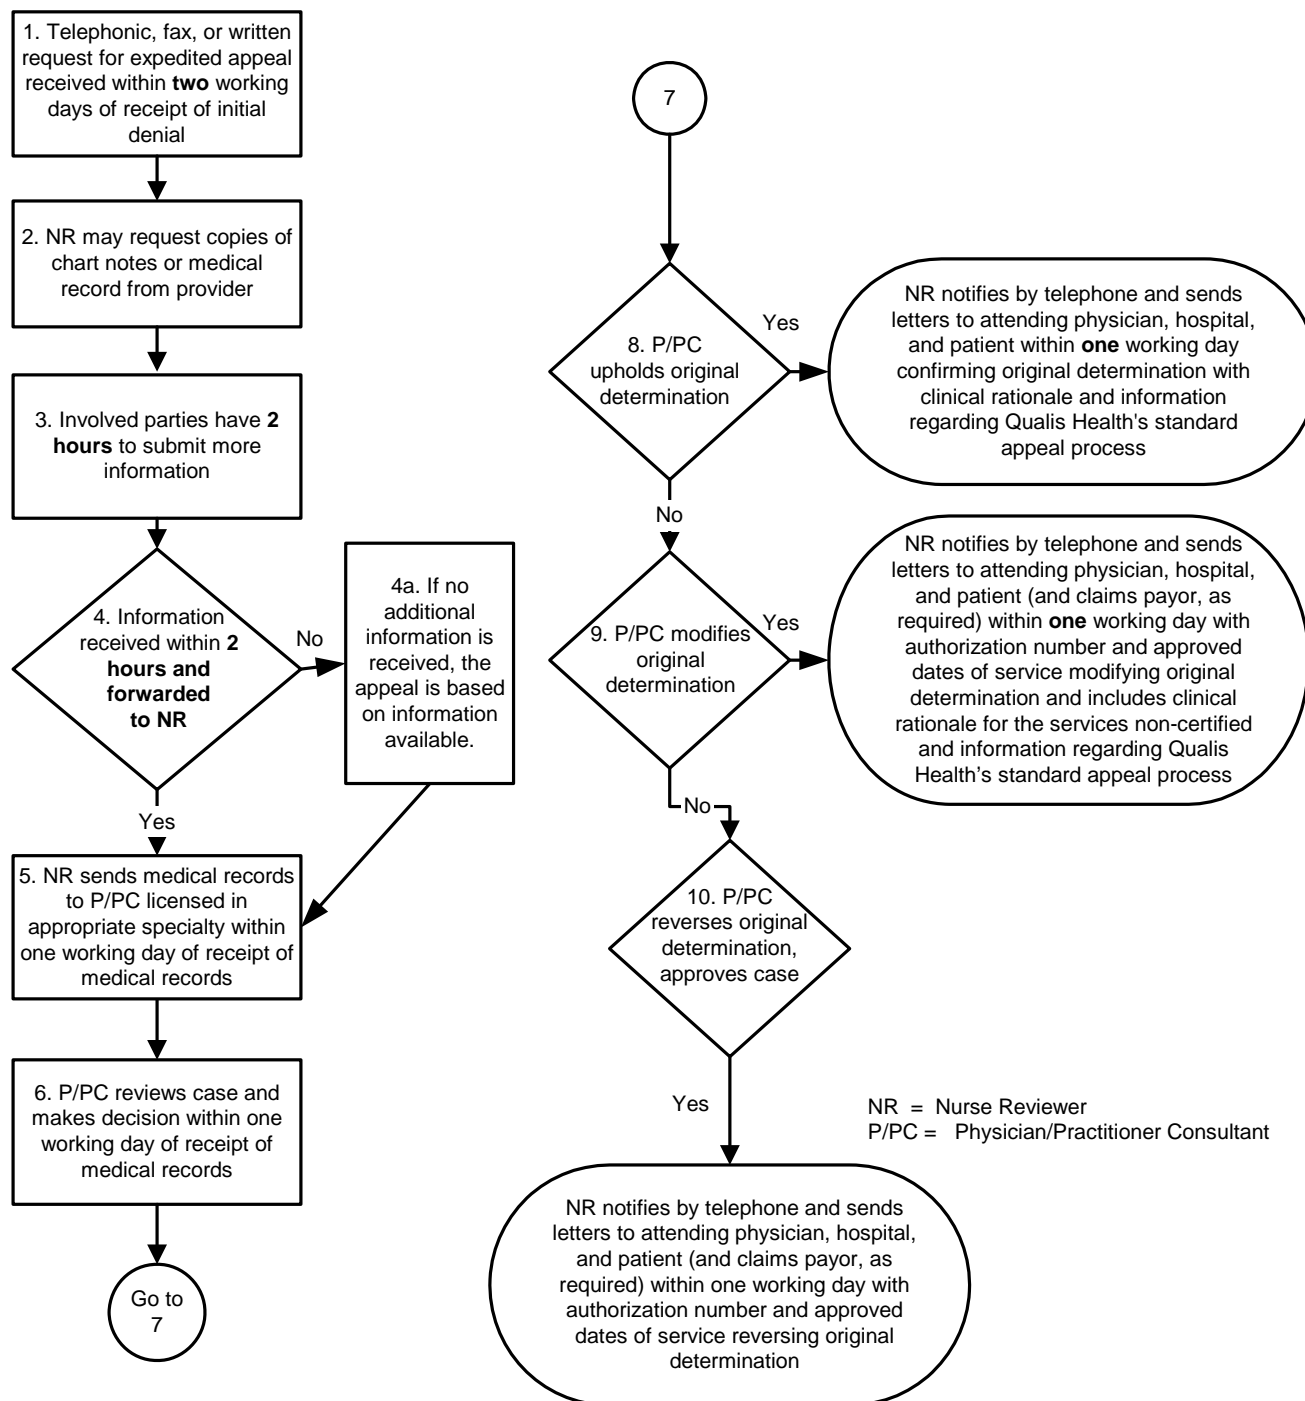 1. Telephonic, fax, or written
request for expedited appeal
received within two working
days of receipt of initial
denial
2. NR may request copies of
chart notes or medical
record from provider
3. Involved parties have 2
hours to submit more
information
4. Information
received within 2
hours and
forwarded
to NR
No
4a. If no
additional
information is
received, the
appeal is based
on information
available.
Yes
5. NR sends medical records
to P/PC licensed in
appropriate specialty within
one working day of receipt of
medical records
6. P/PC reviews case and
makes decision within one
working day of receipt of
medical records
Go to
7
7
8. P/PC
upholds original
determination
Yes
NR notifies by telephone and sends
letters to attending physician, hospital,
and patient within one working day
confirming original determination with
clinical rationale and information
regarding Qualis Health's standard
appeal process
No
9. P/PC modifies
original
determination
Yes
NR notifies by telephone and sends
letters to attending physician, hospital,
and patient (and claims payor, as
required) within one working day with
authorization number and approved
dates of service modifying original
determination and includes clinical
rationale for the services non-certified
and information regarding Qualis
Health’s standard appeal process
No
10. P/PC
reverses original
determination,
approves case
Yes
NR = Nurse Reviewer
P/PC = Physician/Practitioner Consultant
NR notifies by telephone and sends
letters to attending physician, hospital,
and patient (and claims payor, as
required) within one working day with
authorization number and approved
dates of service reversing original
determination